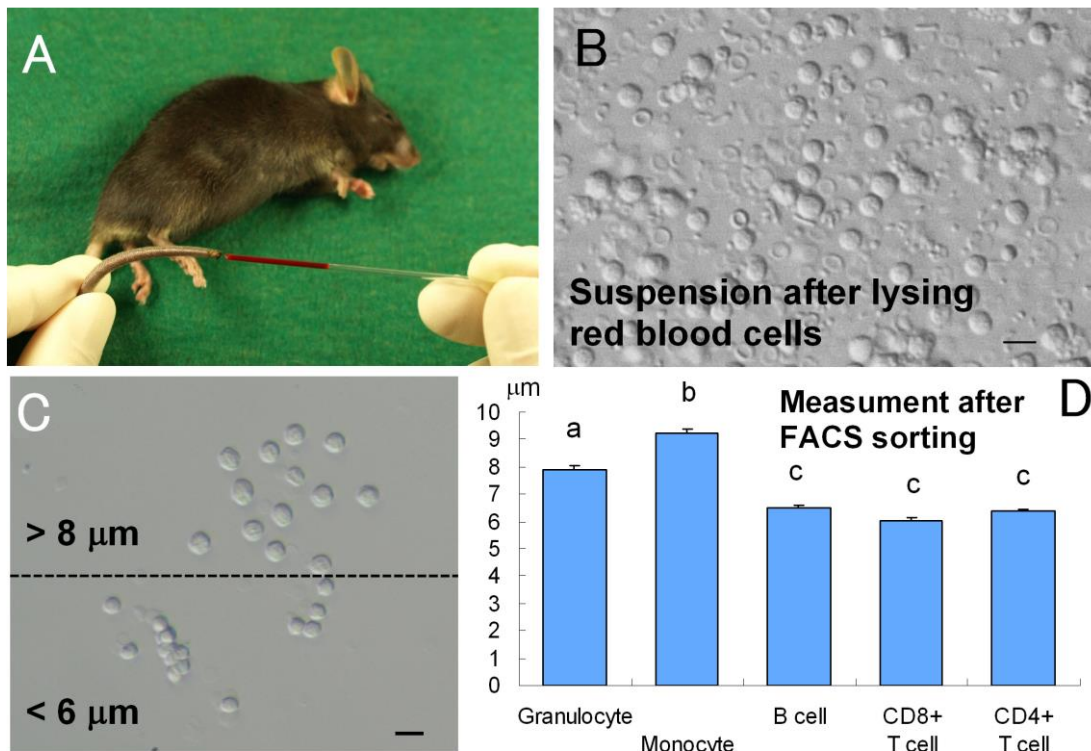 A
B
Suspension after lysing
red blood cells
C
> 8 μm
< 6 μm
D
μm
Measument after
FACS sorting
10
9
8
7
6
5
4
3
2
1
0
a
b
c
c
c
Granulocyte
Monocyte
B cell
CD8+
T cell
CD4+
T cell